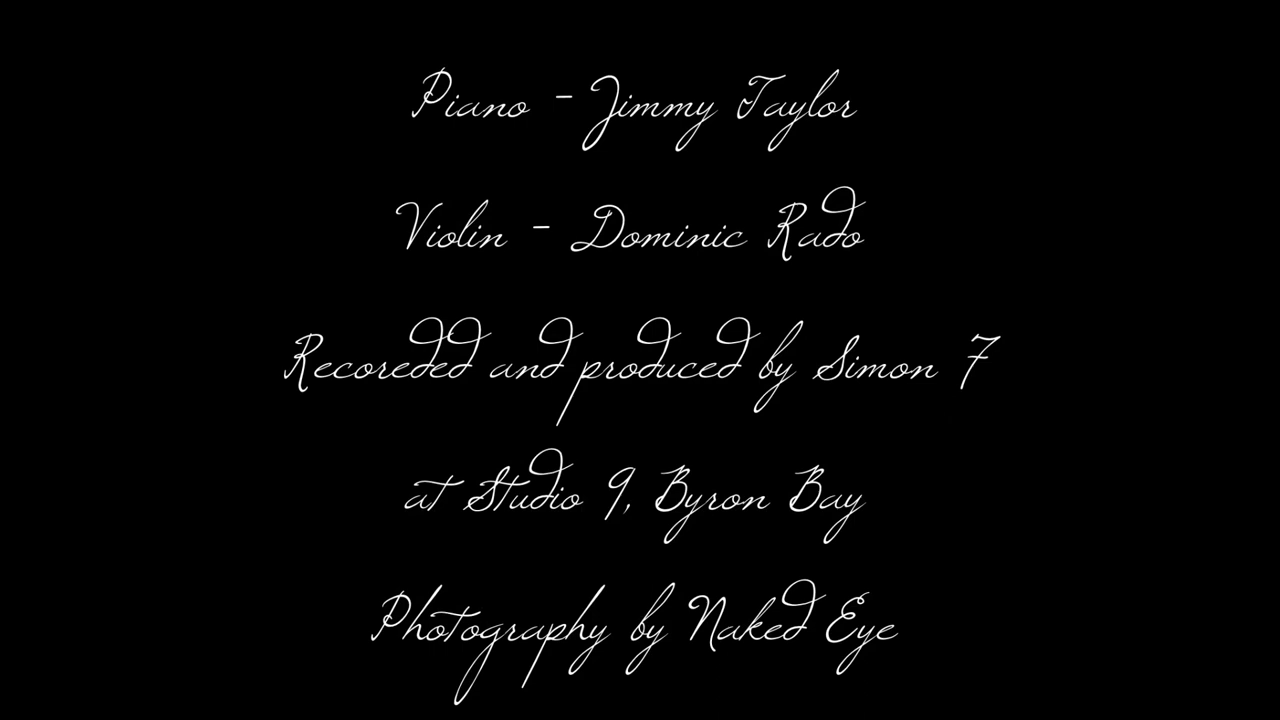 Piano - Jimmy Taylor
Violin - Dominic Rado
Recoreded and produced by Simon 7
at Studio 9, Byron Bay
Photography by Naked Eye